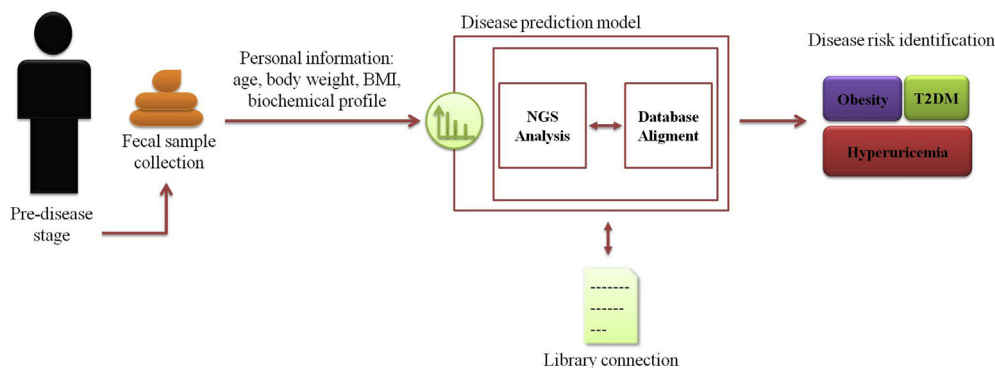 Pre-disease
stage
Fecal sample
collection
Personal information:
age, body weight, BMI,
biochemical profile
Disease prediction model
NGS
Analysis
Database
Aligment
Library connection
Disease risk identification
Obesity
T2DM
Hyperuricemia